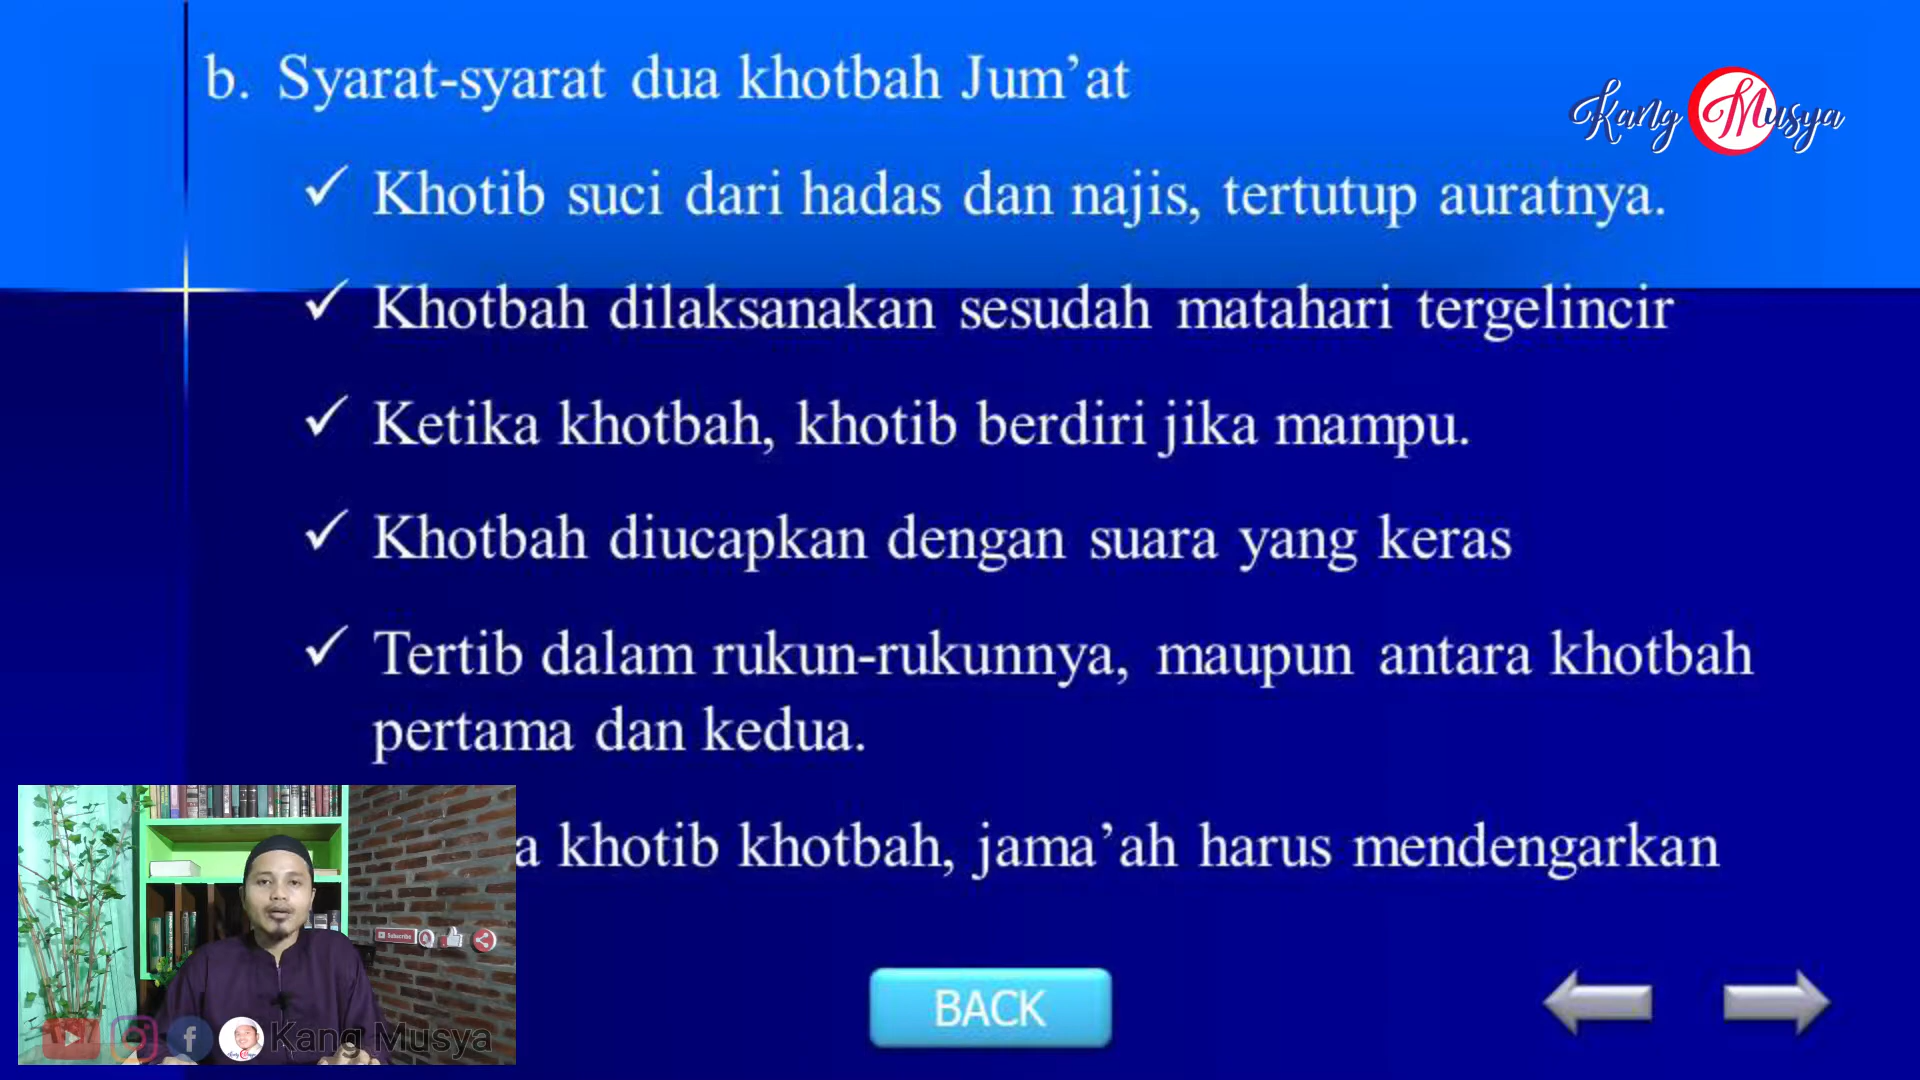 b. Syarat-syarat dua khotbah Jum’at
Kang Musya
✓ Khotib suci dari hadas dan najis, tertutup auratnya.
✓ Khotbah dilaksanakan sesudah matahari tergelincir
✓ Ketika khotbah, khotib berdiri jika mampu.
✓ Khotbah diucapkan dengan suara yang keras
✓ Tertib dalam rukun-rukunnya, maupun antara khotbah
pertama dan kedua.
a khotib khotbah, jama’ah harus mendengarkan
Subscribe
Kang Musya
BACK